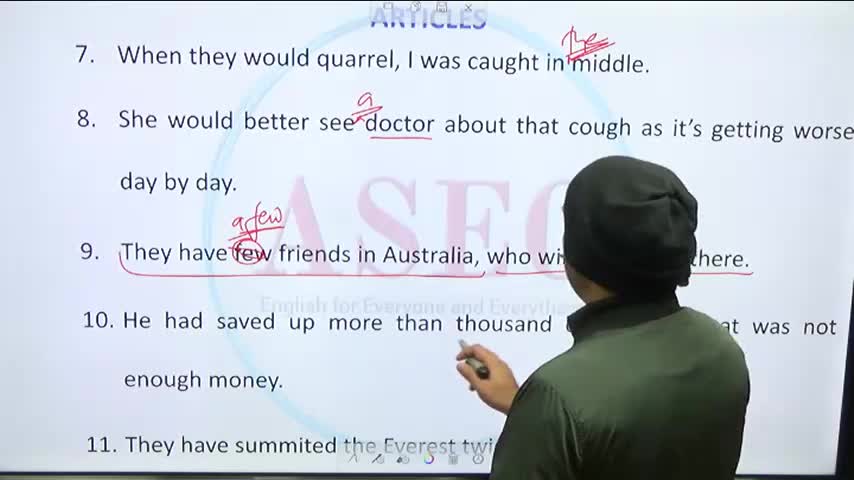 ARTICLES
the
7. When they would quarrel, I was caught in middle.
a
8. She would better see doctor about that cough as it's getting worse
day by day.
a few
9. They have few friends in Australia, who there.
ASEC
English for Everyone and
10. He had saved up more than thousand was not
enough money.
11. They have summited the Everest